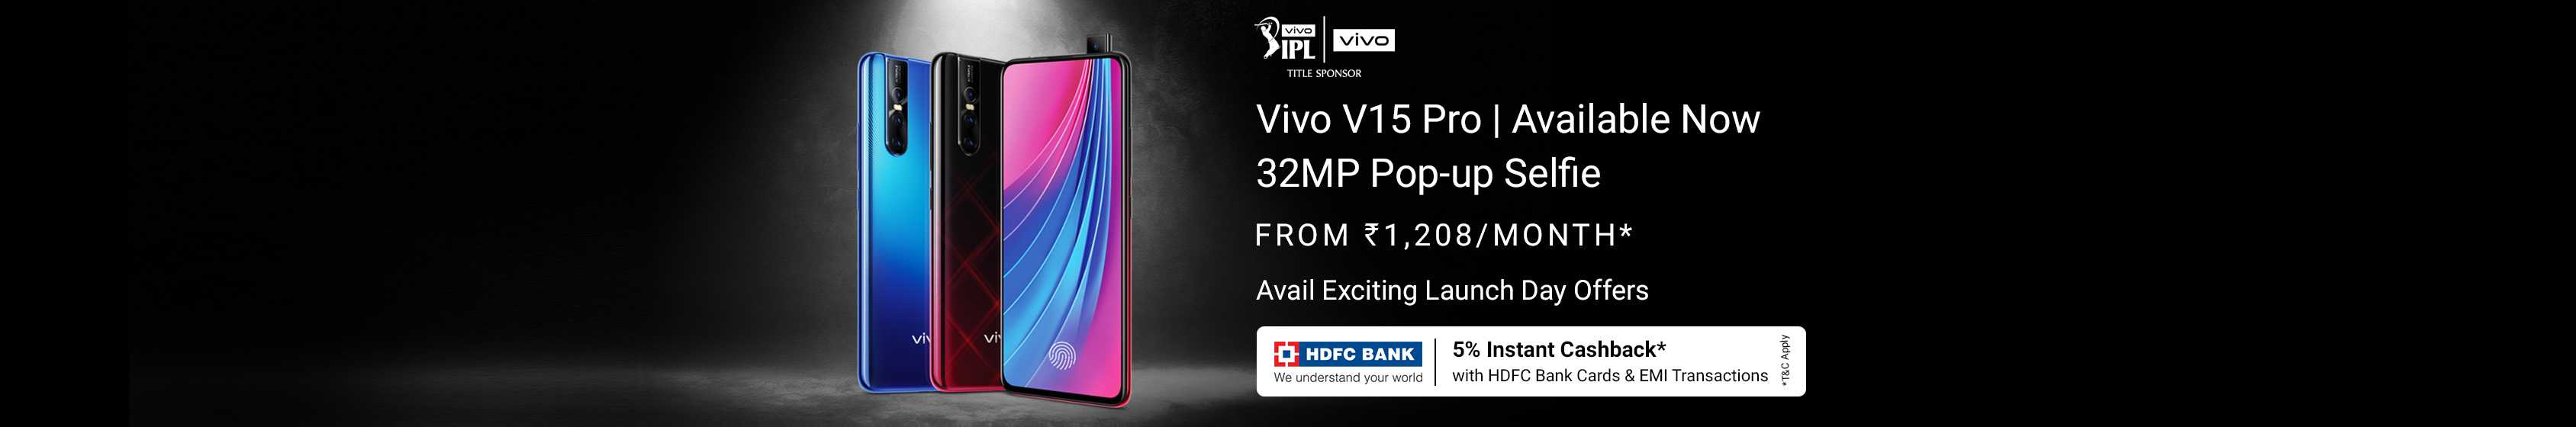 vivo
IPL
vivo
TITLE SPONSOR
Vivo V15 Pro | Available Now
32MP Pop-up Selfie
FROM ₹1,208/MONTH*
Avail Exciting Launch Day Offers
HDFC BANK
We understand your world
5% Instant Cashback*
with HDFC Bank Cards & EMI Transactions
*T&C Apply